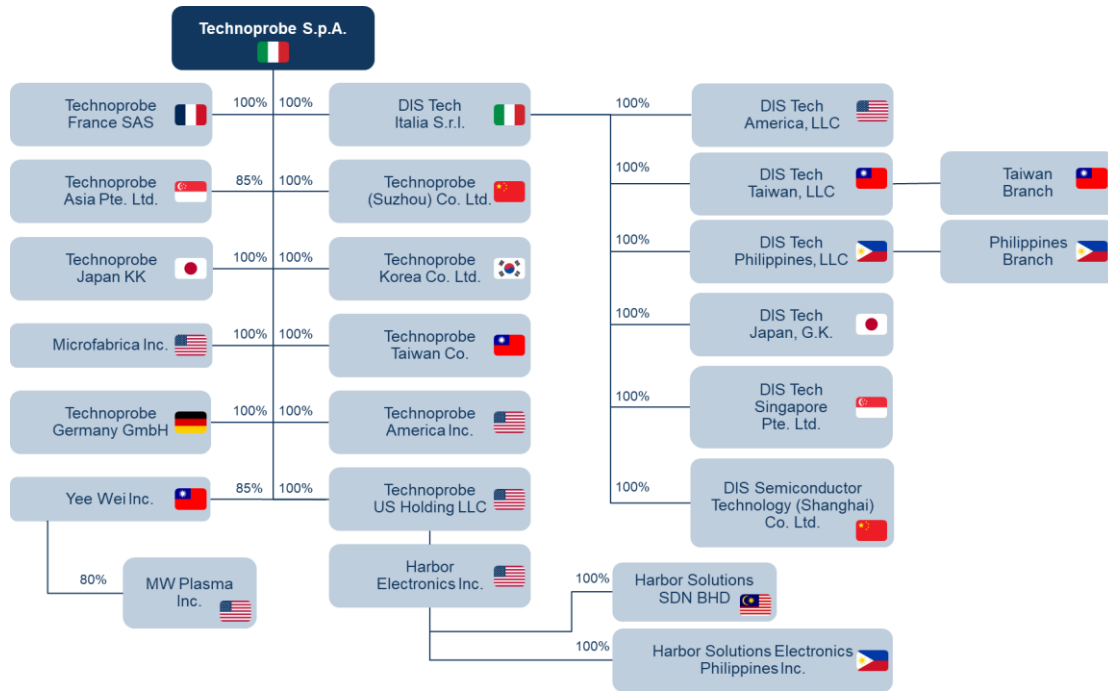 Technoprobe S.p.A.
Technoprobe
France SAS
100%
100%
DIS Tech
Italia S.r.l.
100%
DIS Tech
America, LLC
Technoprobe
Asia Pte. Ltd.
85%
100%
Technoprobe
(Suzhou) Co. Ltd.
100%
DIS Tech
Taiwan, LLC
Taiwan
Branch
Technoprobe
Japan KK
100%
100%
Technoprobe
Korea Co. Ltd.
100%
DIS Tech
Philippines, LLC
Philippines
Branch
Microfabrica Inc.
100%
100%
Technoprobe
Taiwan Co.
100%
DIS Tech
Japan, G.K.
Technoprobe
Germany GmbH
100%
100%
Technoprobe
America Inc.
100%
DIS Tech
Singapore
Pte. Ltd.
Yee Wei Inc.
85%
100%
Technoprobe
US Holding LLC
100%
DIS Semiconductor
Technology (Shanghai)
Co. Ltd.
80%
MW Plasma
Inc.
Harbor
Electronics Inc.
100%
Harbor Solutions
SDN BHD
100%
Harbor Solutions Electronics
Philippines Inc.